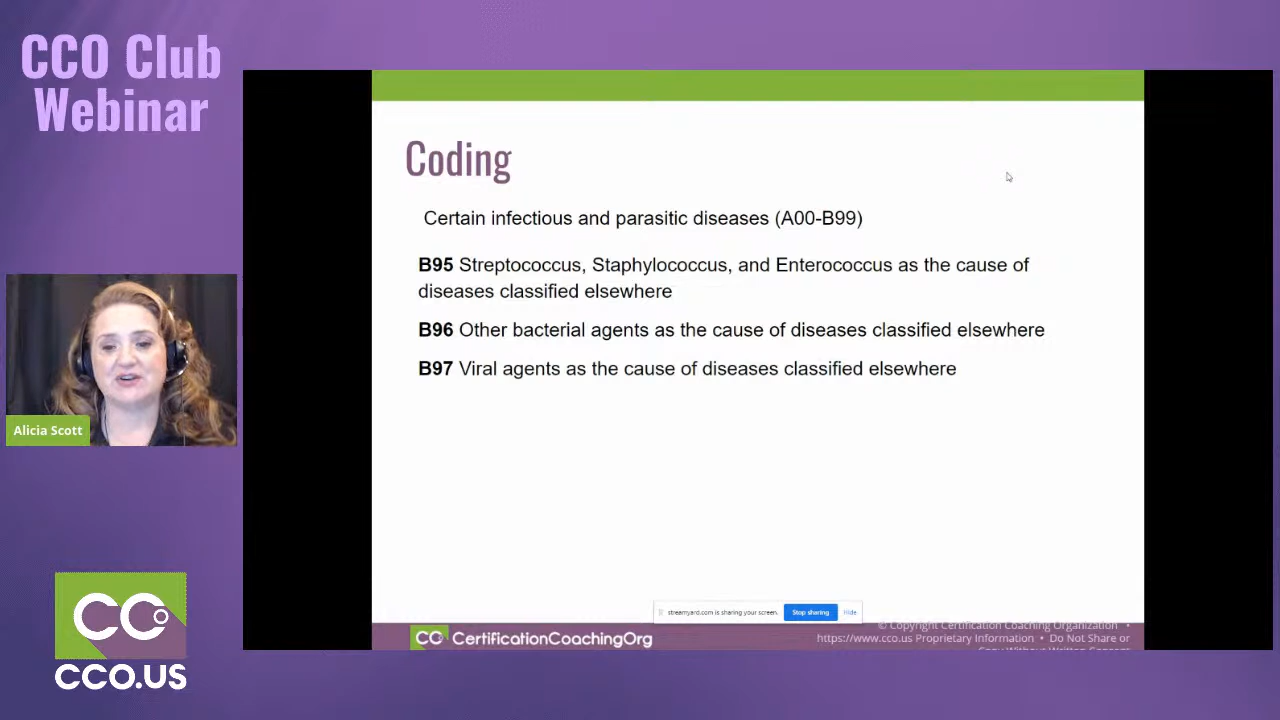 CCO Club
Webinar
Coding
Certain infectious and parasitic diseases (A00-B99)
B95 Streptococcus, Staphylococcus, and Enterococcus as the cause of
diseases classified elsewhere
B96 Other bacterial agents as the cause of diseases classified elsewhere
B97 Viral agents as the cause of diseases classified elsewhere
Alicia Scott
streamyard.com is sharing your screen.
Stop sharing
Hide
CCO
CCO.US
CCO CertificationCoachingOrg
© Copyright Certification Coaching Organization •
https://www.cco.us Proprietary Information • Do Not Share or
Copy Without Written Consent